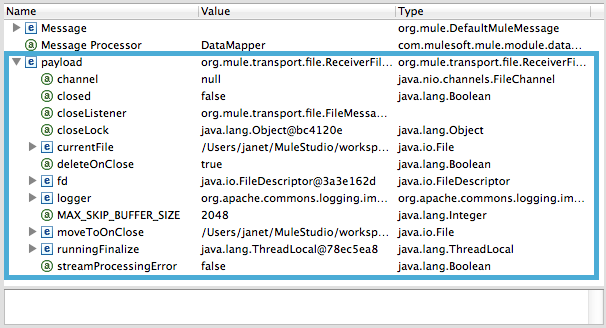 Name Value Type
Message org.mule.DefaultMuleMessage
Message Processor DataMapper com.mulesoft.mule.module.data...
payload org.mule.transport.file.ReceiverFil... org.mule.transport.file.ReceiverFi...
channel null java.nio.channels.FileChannel
closed false java.lang.Boolean
closeListener org.mule.transport.file.FileMessa...
closeLock java.lang.Object@bc4120e java.lang.Object
currentFile /Users/janet/MuleStudio/worksp... java.io.File
deleteOnClose true java.lang.Boolean
fd java.io.FileDescriptor@3a3e162d java.io.FileDescriptor
logger org.apache.commons.logging.im... org.apache.commons.logging.im...
MAX_SKIP_BUFFER_SIZE 2048 java.lang.Integer
moveToOnClose /Users/janet/MuleStudio/worksp... java.io.File
runningFinalize java.lang.ThreadLocal@78ec5ea8 java.lang.ThreadLocal
streamProcessingError false java.lang.Boolean